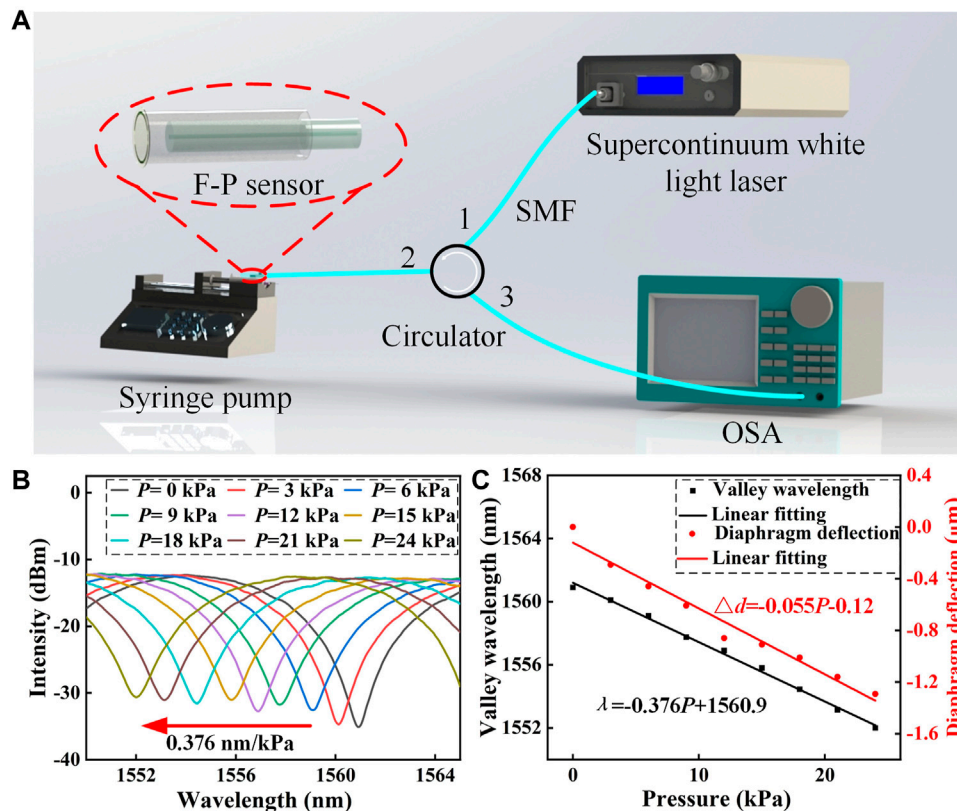 A
F-P sensor
Supercontinuum white
light laser
SMF
1
2
3
Circulator
Syringe pump
OSA
B
P= 0 kPa P= 3 kPa P= 6 kPa
P= 9 kPa P=12 kPa P=15 kPa
P=18 kPa P=21 kPa P=24 kPa
0
-10
-20
-30
-40
Intensity (dBm)
0.376 nm/kPa
1552 1556 1560 1564
Wavelength (nm)
C
1568
1564
1560
1556
1552
Valley wavelength (nm)
Valley wavelength
Linear fitting
Diaphragm deflection
Linear fitting
△d=-0.055P-0.12
λ=-0.376P+1560.9
0 10 20
Pressure (kPa)
0.4
0.0
-0.4
-0.8
-1.2
-1.6
Diaphragm deflection (μm)